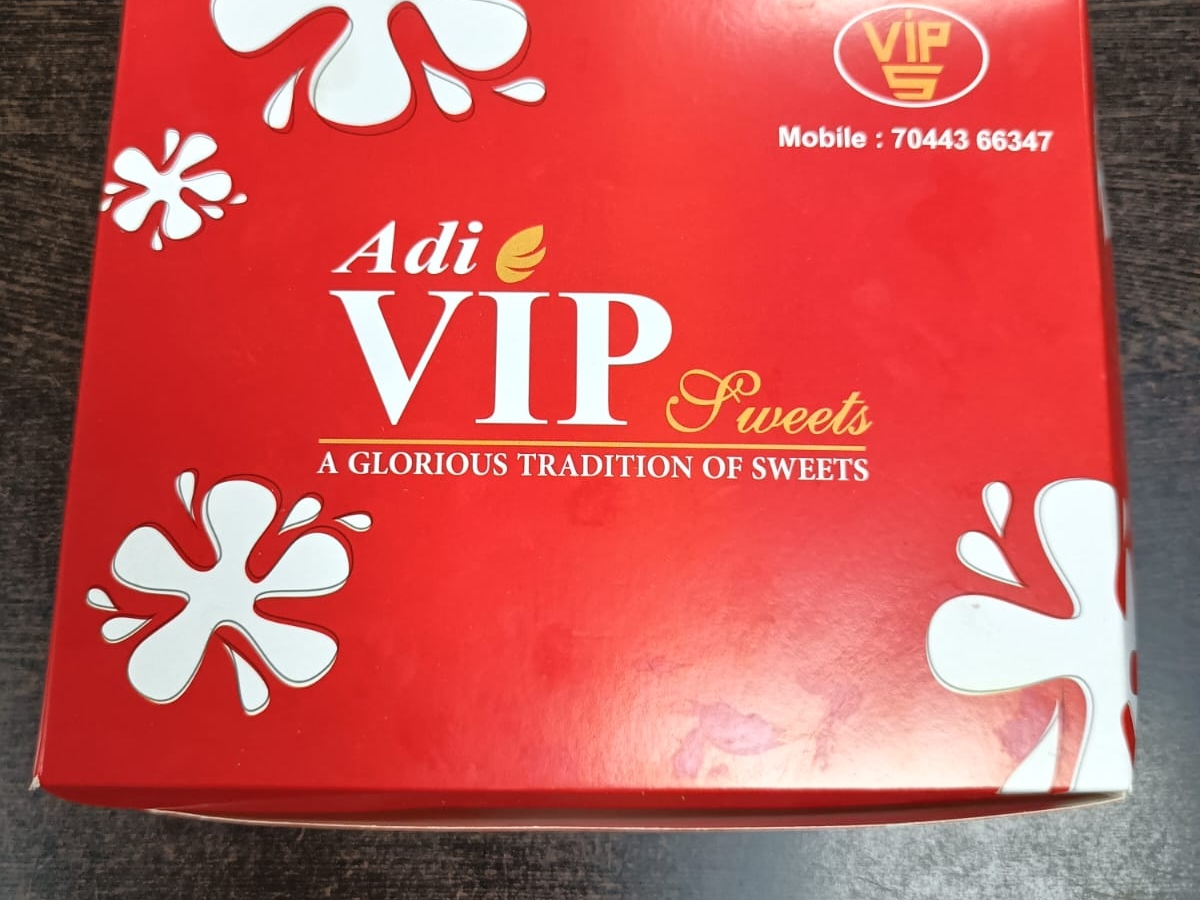 VIP
S
Mobile : 70443 66347
Adi
VIP Sweets
A GLORIOUS TRADITION OF SWEETS